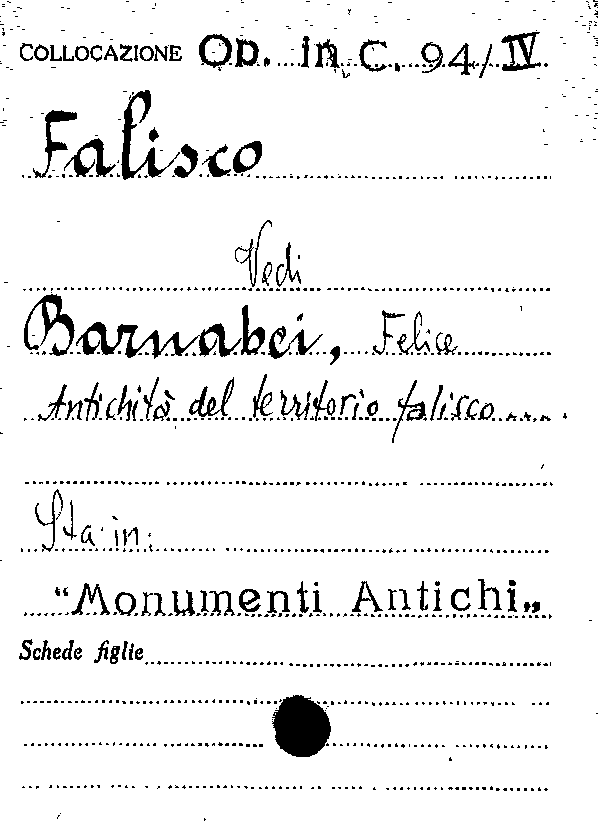 COLLOCAZIONE Op. in C. 94/IV
Falisco
Vedi
Barnabei, Felice
Antichità del territorio falisco....
Sta in:
“Monumenti Antichi„
Schede figlie